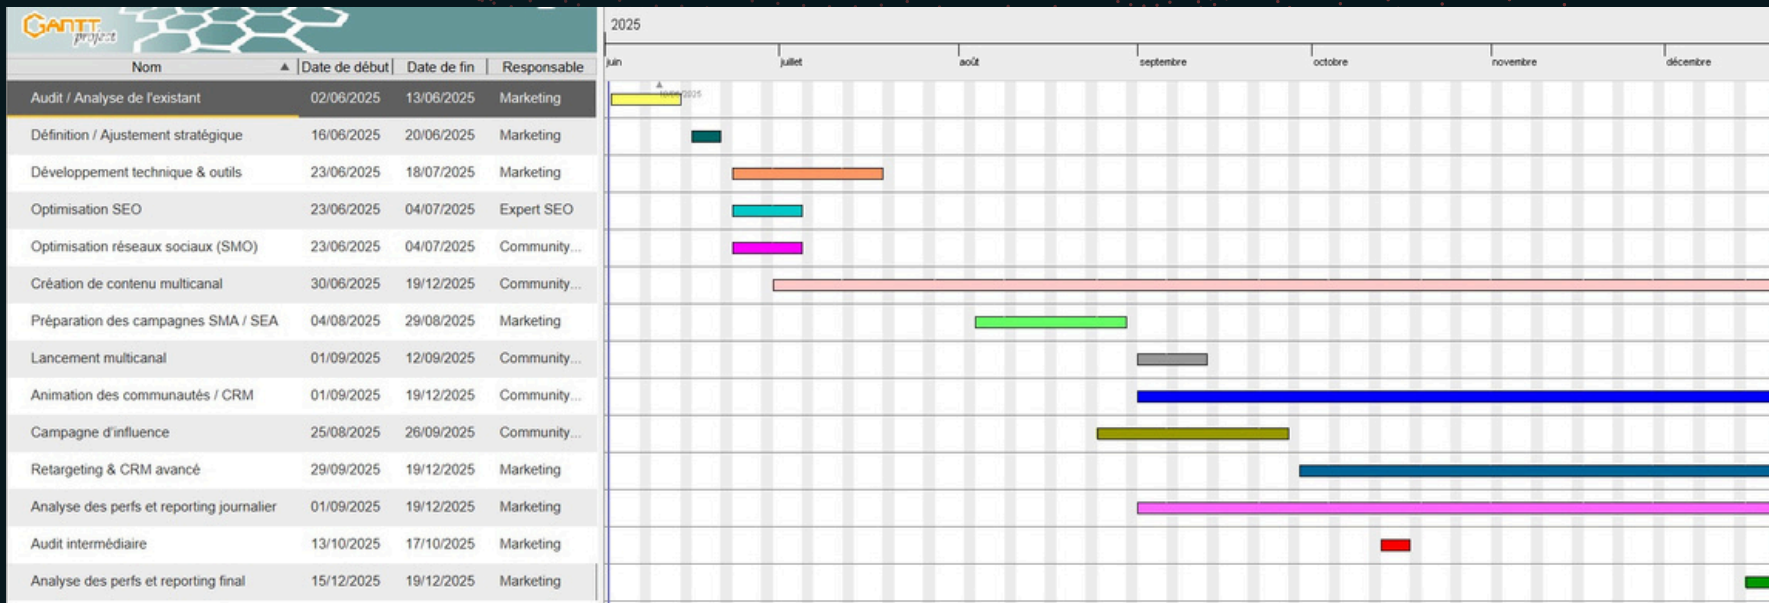 GANTT
project
2025
juin juillet août septembre octobre novembre décembre
Nom Date de début Date de fin Responsable
Audit / Analyse de l'existant 02/06/2025 13/06/2025 Marketing
Définition / Ajustement stratégique 16/06/2025 20/06/2025 Marketing
Développement technique & outils 23/06/2025 18/07/2025 Marketing
Optimisation SEO 23/06/2025 04/07/2025 Expert SEO
Optimisation réseaux sociaux (SMO) 23/06/2025 04/07/2025 Community...
Création de contenu multicanal 30/06/2025 19/12/2025 Community...
Préparation des campagnes SMA / SEA 04/08/2025 29/08/2025 Marketing
Lancement multicanal 01/09/2025 12/09/2025 Community...
Animation des communautés / CRM 01/09/2025 19/12/2025 Community...
Campagne d'influence 25/08/2025 26/09/2025 Community...
Retargeting & CRM avancé 29/09/2025 19/12/2025 Marketing
Analyse des perfs et reporting journalier 01/09/2025 19/12/2025 Marketing
Audit intermédiaire 13/10/2025 17/10/2025 Marketing
Analyse des perfs et reporting final 15/12/2025 19/12/2025 Marketing